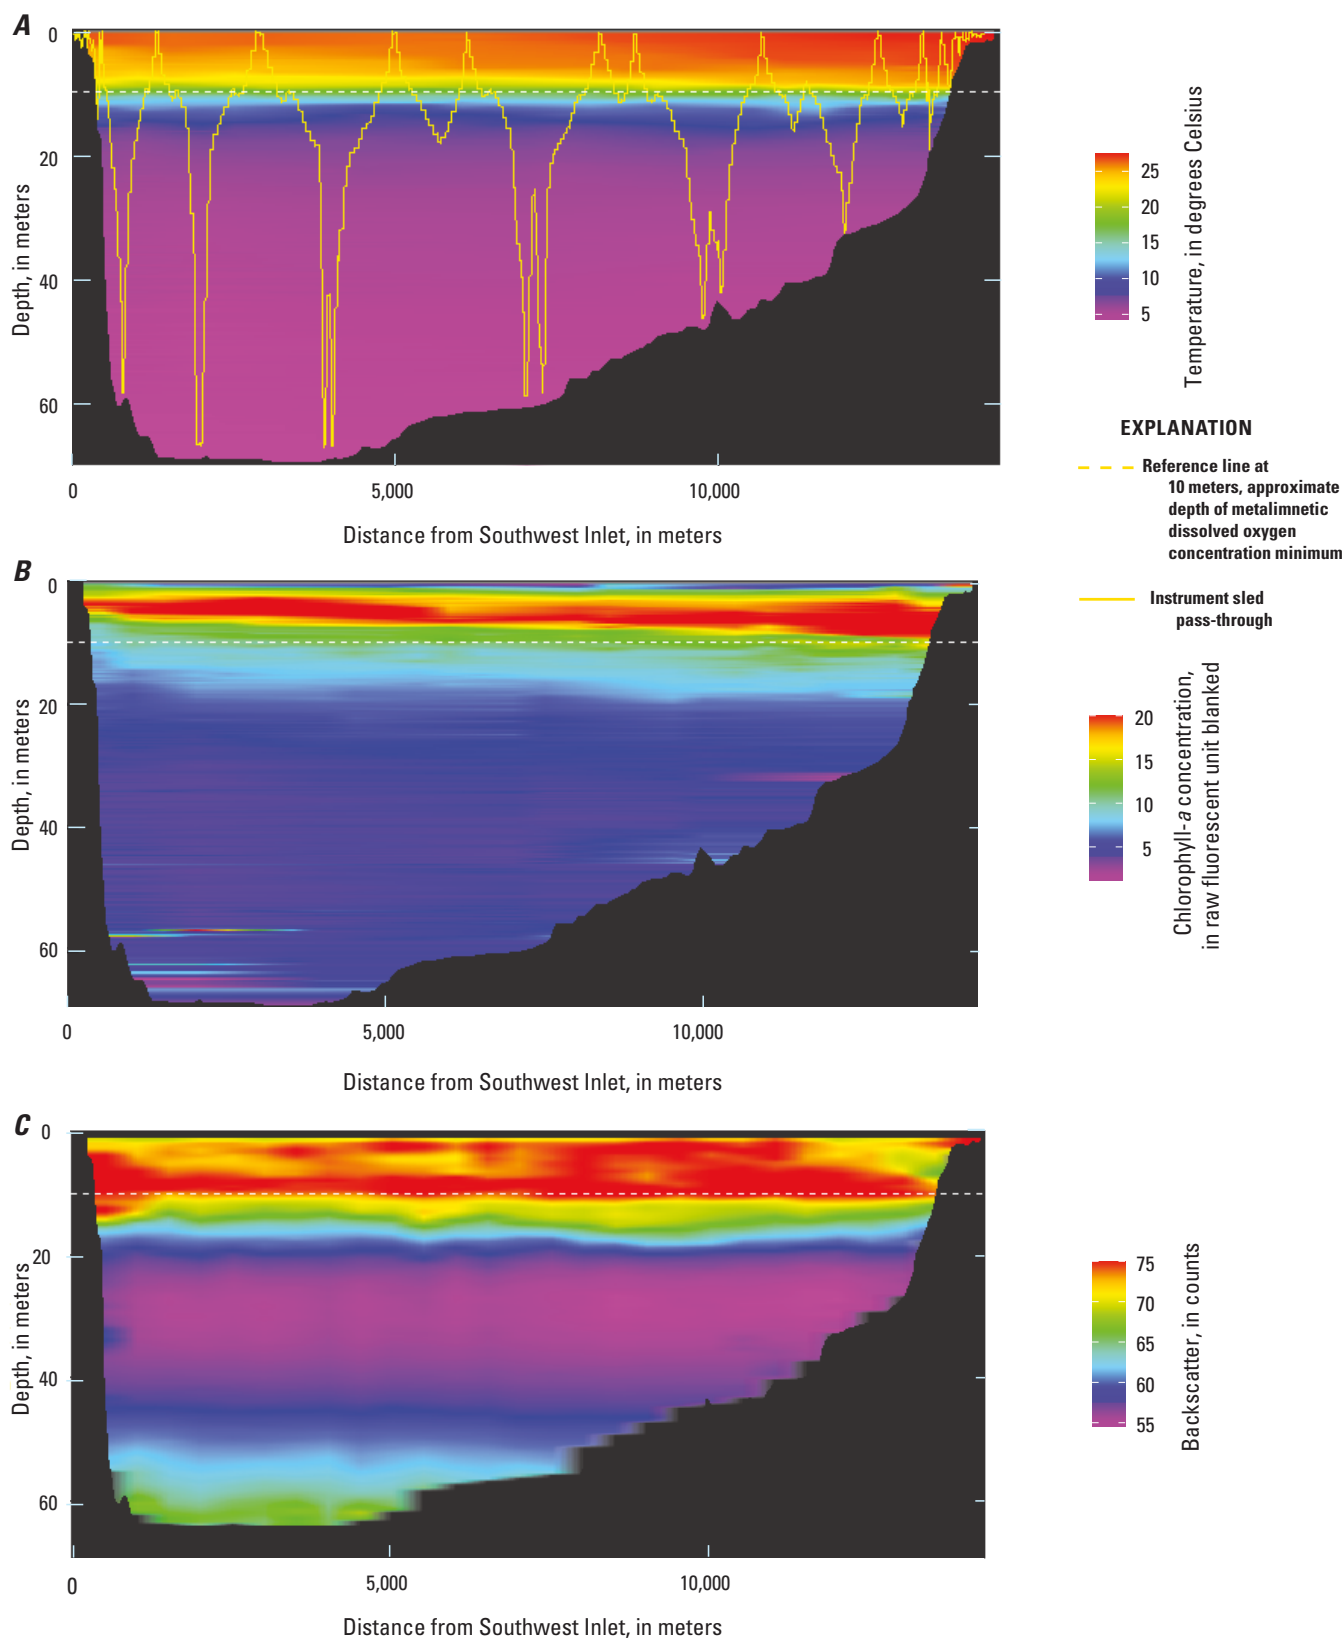 A
0
20
40
60
Depth, in meters
0
5,000
10,000
Distance from Southwest Inlet, in meters
25
20
15
10
5
Temperature, in degrees Celsius
EXPLANATION
Reference line at
10 meters, approximate
depth of metalimnetic
dissolved oxygen
concentration minimum
Instrument sled
pass-through
B
0
20
40
60
Depth, in meters
0
5,000
10,000
Distance from Southwest Inlet, in meters
20
15
10
5
Chlorophyll-a concentration,
in raw fluorescent unit blanked
C
0
20
40
60
Depth, in meters
0
5,000
10,000
Distance from Southwest Inlet, in meters
75
70
65
60
55
Backscatter, in counts